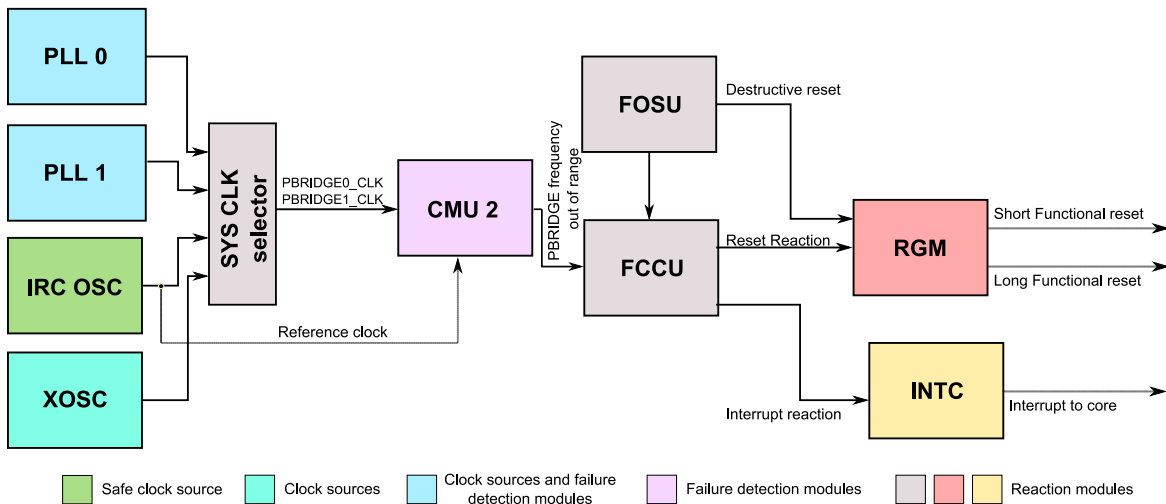 PLL 0
PLL 1
IRC OSC
XOSC
SYS CLK
selector
PBRIDGE0_CLK
PBRIDGE1_CLK
Reference clock
CMU 2
PBRIDGE frequency
out of range
FOSU
FCCU
Destructive reset
Reset Reaction
Interrupt reaction
RGM
INTC
Short Functional reset
Long Functional reset
Interrupt to core
Safe clock source
Clock sources
Clock sources and failure
detection modules
Failure detection modules
Reaction modules